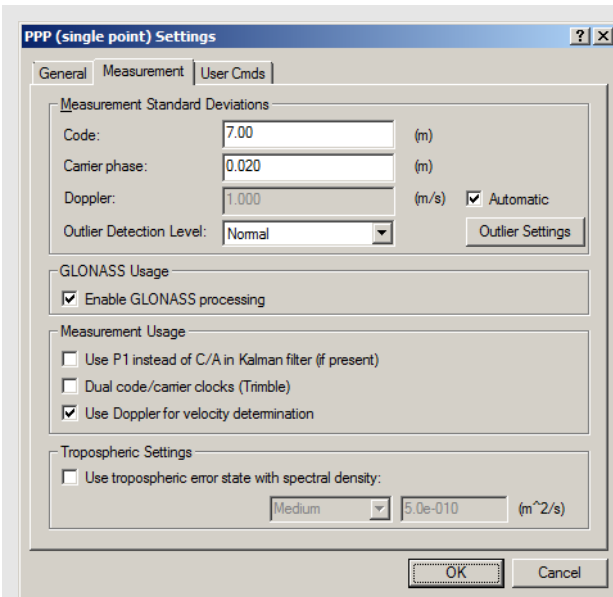 PPP (single point) Settings
General Measurement User Cmds
Measurement Standard Deviations
Code: 7.00 (m)
Carrier phase: 0.020 (m)
Doppler: 1.000 (m/s) Automatic
Outlier Detection Level: Normal Outlier Settings
GLONASS Usage
Enable GLONASS processing
Measurement Usage
Use P1 instead of C/A in Kalman filter (if present)
Dual code/carrier clocks (Trimble)
Use Doppler for velocity determination
Tropospheric Settings
Use tropospheric error state with spectral density:
Medium 5.0e-010 (m^2/s)
OK Cancel